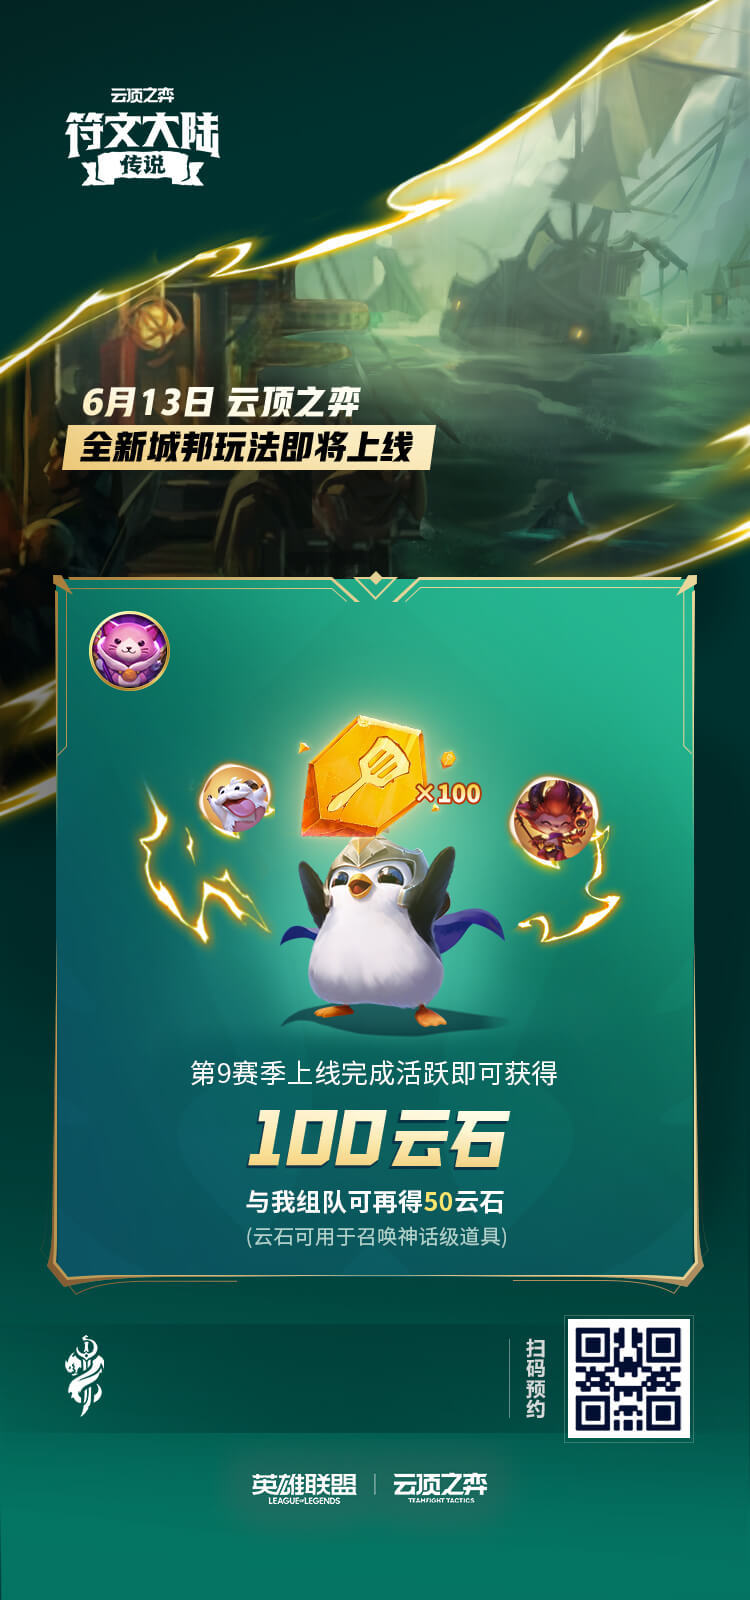 云顶之弈
符文大陆
传说
6月13日 云顶之弈
全新城邦玩法即将上线
×100
第9赛季上线完成活跃即可获得
100云石
与我组队可再得50云石
(云石可用于召唤神话级道具)
扫码预约
英雄联盟
LEAGUE OF LEGENDS
云顶之弈
TEAMFIGHT TACTICS